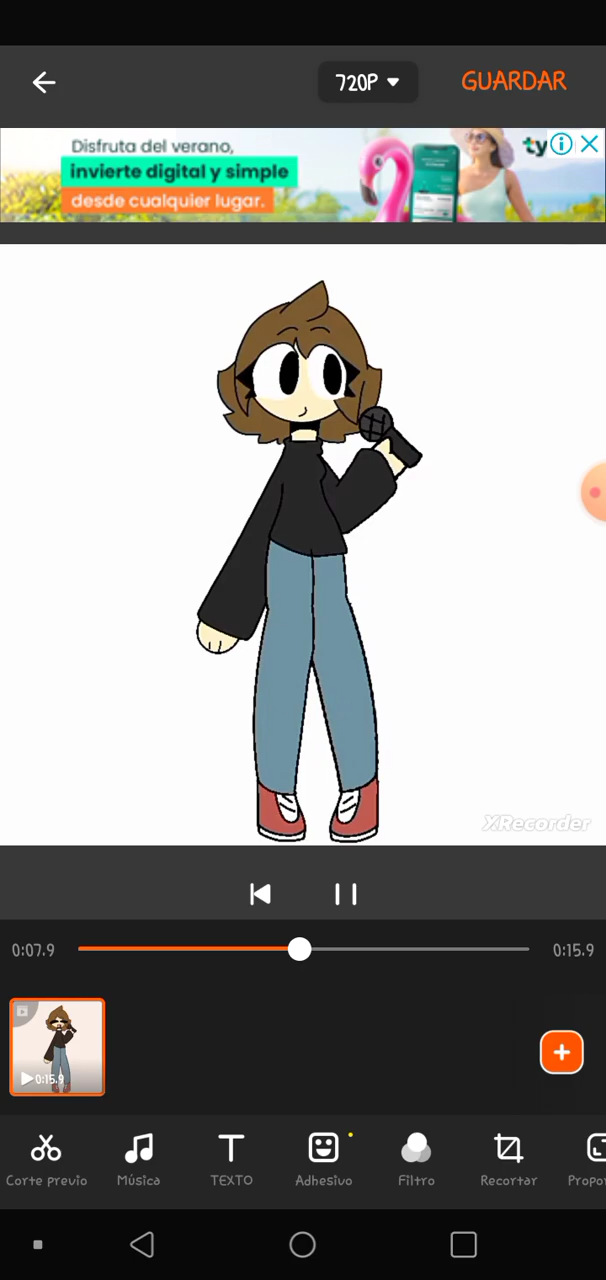 720P
GUARDAR
Disfruta del verano,
invierte digital y simple
desde cualquier lugar.
ty
XRecorder
0:07.9
0:15.9
0:15.9
Corte previo
Música
TEXTO
Adhesivo
Filtro
Recortar
Propor